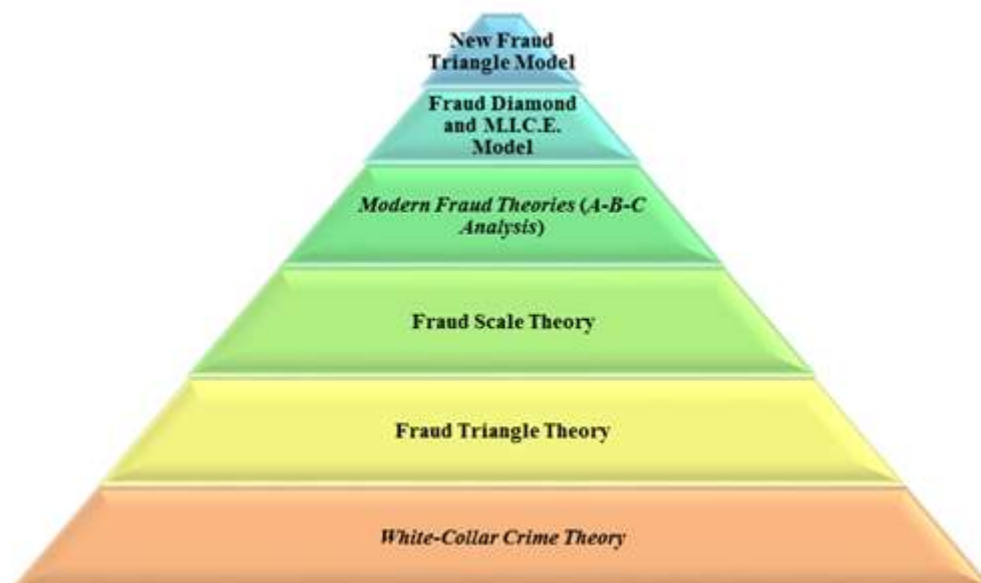 New Fraud
Triangle Model
Fraud Diamond
and M.I.C.E.
Model
Modern Fraud Theories (A-B-C
Analysis)
Fraud Scale Theory
Fraud Triangle Theory
White-Collar Crime Theory